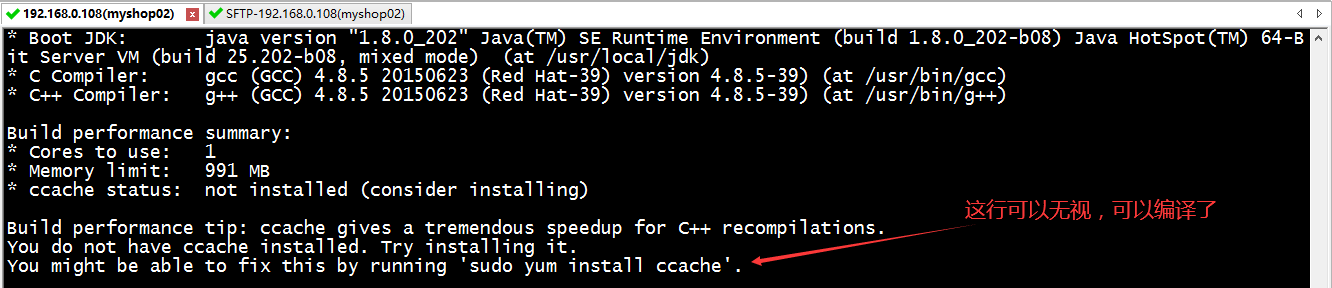 192.168.0.108(myshop02) SFTP-192.168.0.108(myshop02)
* Boot JDK:       java version "1.8.0_202" Java(TM) SE Runtime Environment (build 1.8.0_202-b08) Java HotSpot(TM) 64-B
it Server VM (build 25.202-b08, mixed mode)  (at /usr/local/jdk)
* C Compiler:     gcc (GCC) 4.8.5 20150623 (Red Hat-39) version 4.8.5-39) (at /usr/bin/gcc)
* C++ Compiler:   g++ (GCC) 4.8.5 20150623 (Red Hat-39) version 4.8.5-39) (at /usr/bin/g++)
Build performance summary:
* Cores to use:   1
* Memory limit:   991 MB
* ccache status:  not installed (consider installing)
这行可以无视，可以编译了
Build performance tip: ccache gives a tremendous speedup for C++ recompilations.
You do not have ccache installed. Try installing it.
You might be able to fix this by running 'sudo yum install ccache'.